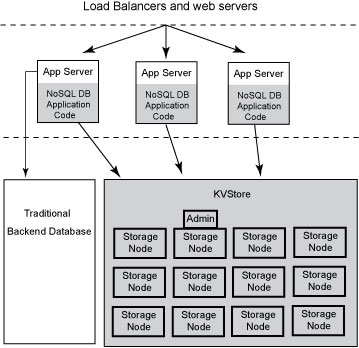 Load Balancers and web servers
App Server
NoSQL DB
Application
Code
App Server
NoSQL DB
Application
Code
App Server
NoSQL DB
Application
Code
Traditional
Backend Database
KVStore
Admin
Storage
Node
Storage
Node
Storage
Node
Storage
Node
Storage
Node
Storage
Node
Storage
Node
Storage
Node
Storage
Node
Storage
Node
Storage
Node
Storage
Node